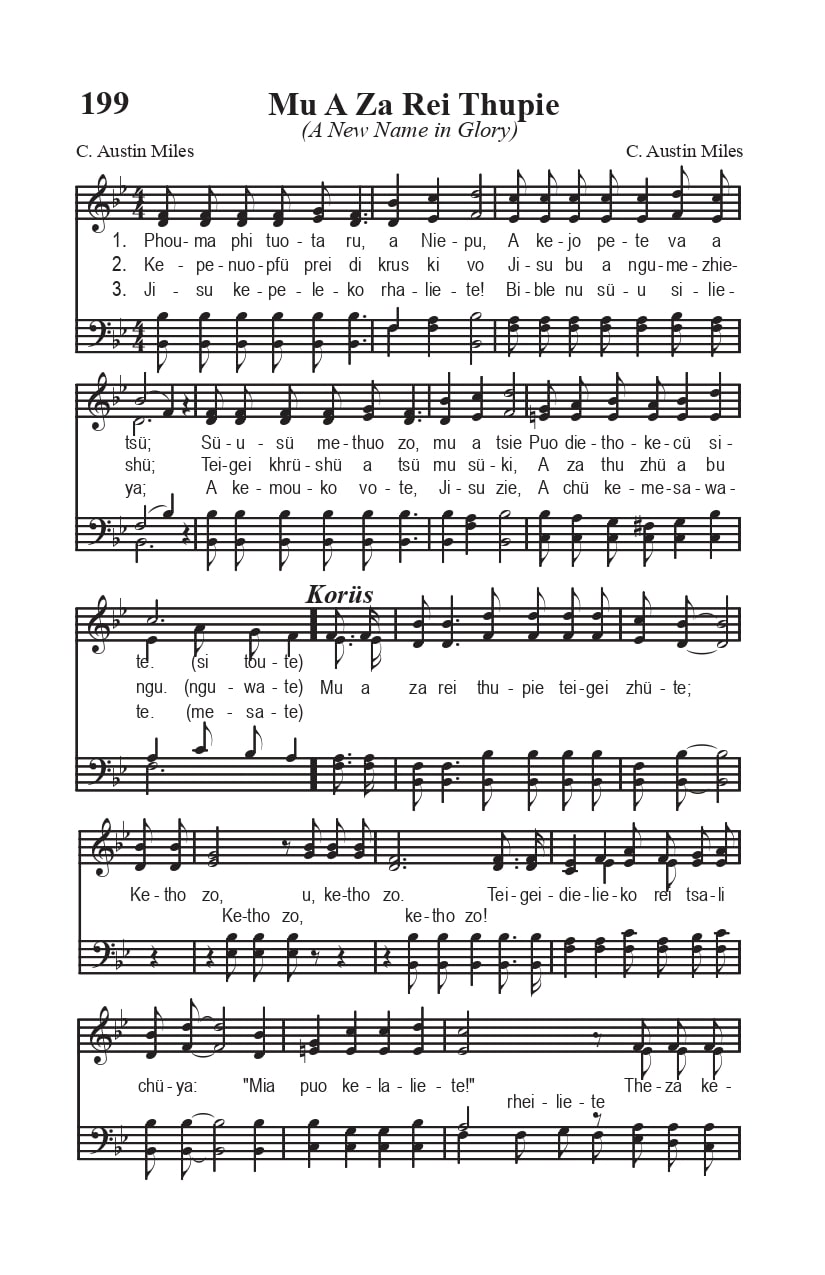 199
Mu A Za Rei Thupie
(A New Name in Glory)
C. Austin Miles C. Austin Miles
1. Phou- ma phi tuo- ta ru, a Nie- pu, A ke- jo pe- te va a
2. Ke - pe - nuo - pfü prei di krus ki vo Ji - su bu a ngu - me - zhie-
3. Ji - su ke - pe - le - ko rha - lie - te! Bi - ble nu sü - u si - lie -
tsü; Sü - u - sü me - thuo zo, mu a tsie Puo die - tho - ke - cü si -
shü; Tei - gei khrü - shü a tsü mu sü - ki, A za thu zhü a bu
ya; A ke - mou - ko vo - te, Ji - su zie, A chü ke - me - sa - wa -
Korüs
te. (si tou - te)
ngu. (ngu - wa - te) Mu a za rei thu - pie tei - gei zhü - te;
te. (me - sa - te)
Ke - tho zo, u, ke - tho zo. Tei - gei - die - lie - ko rei tsa - li
Ke - tho zo, ke - tho zo!
chü - ya: "Mia puo ke - la - lie - te!" The - za ke -
rhei - lie - te